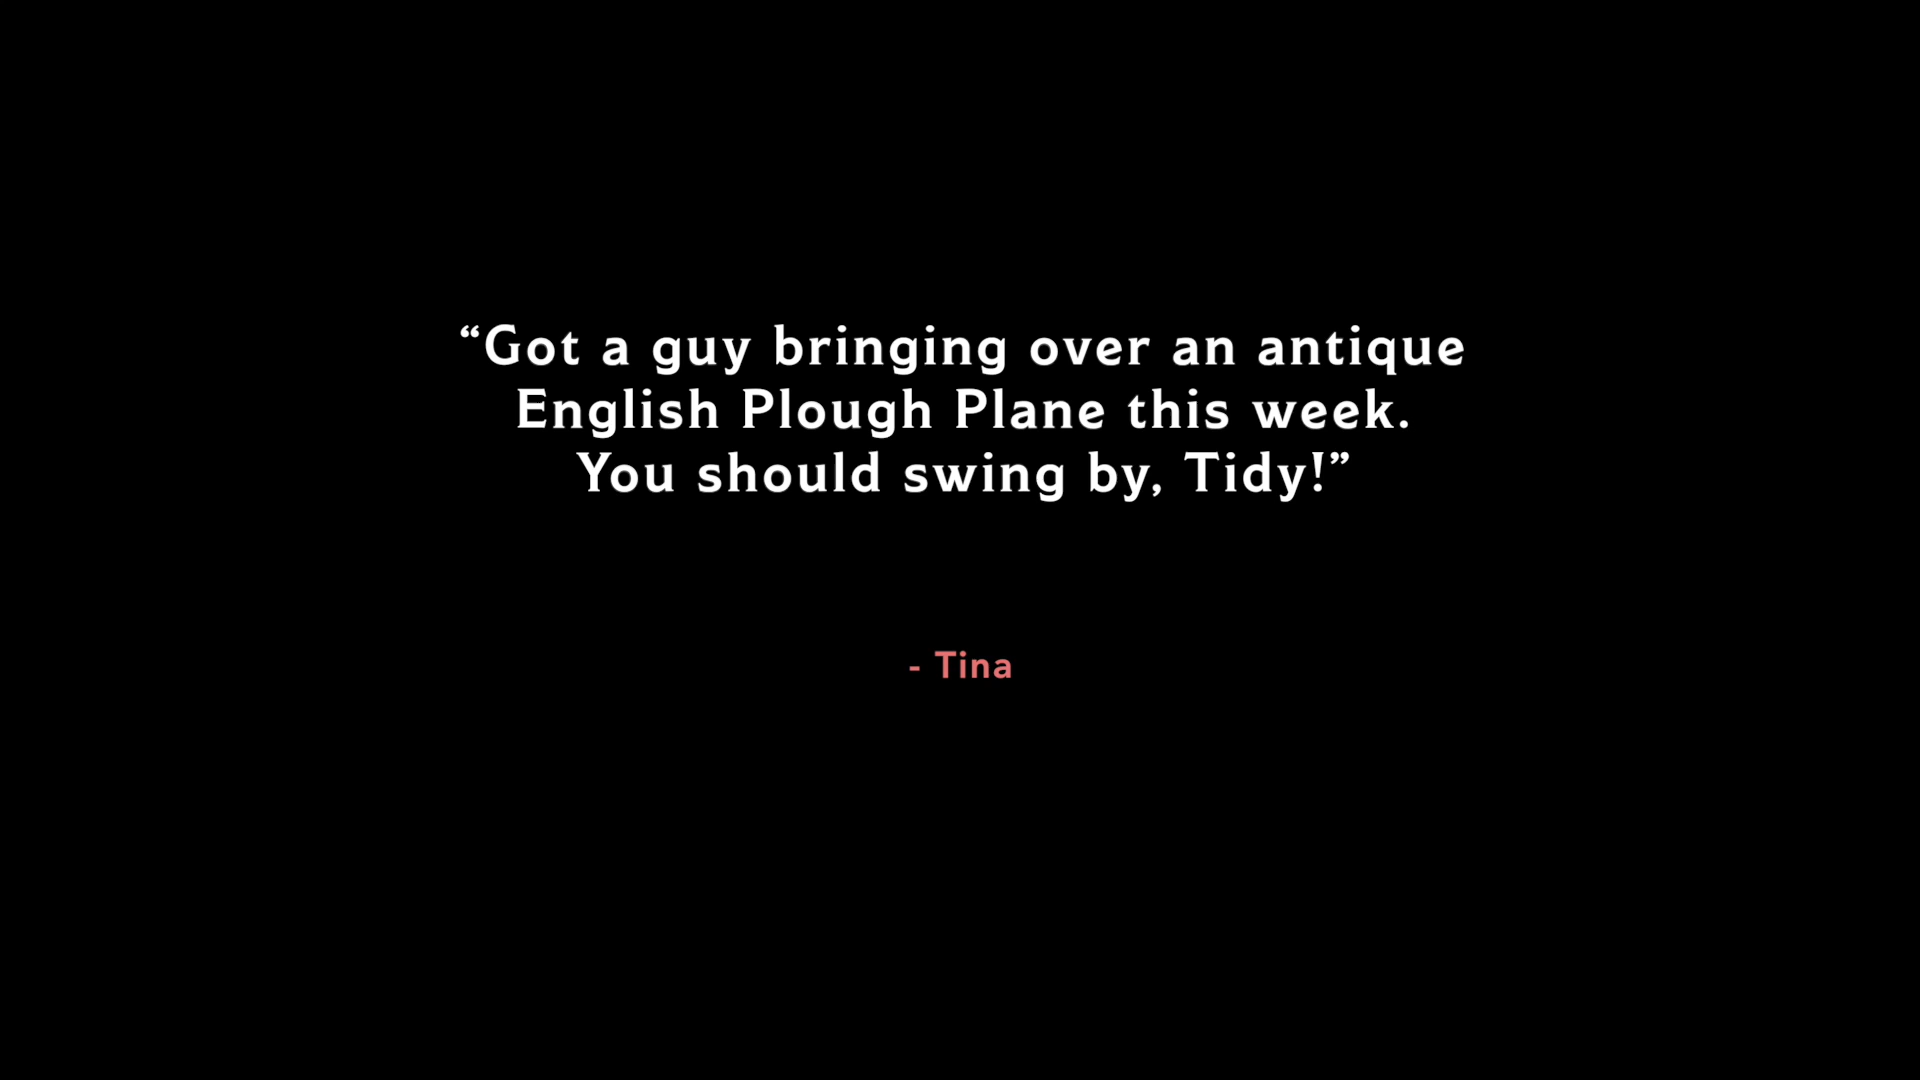 “Got a guy bringing over an antique
English Plough Plane this week.
You should swing by, Tidy!”
- Tina